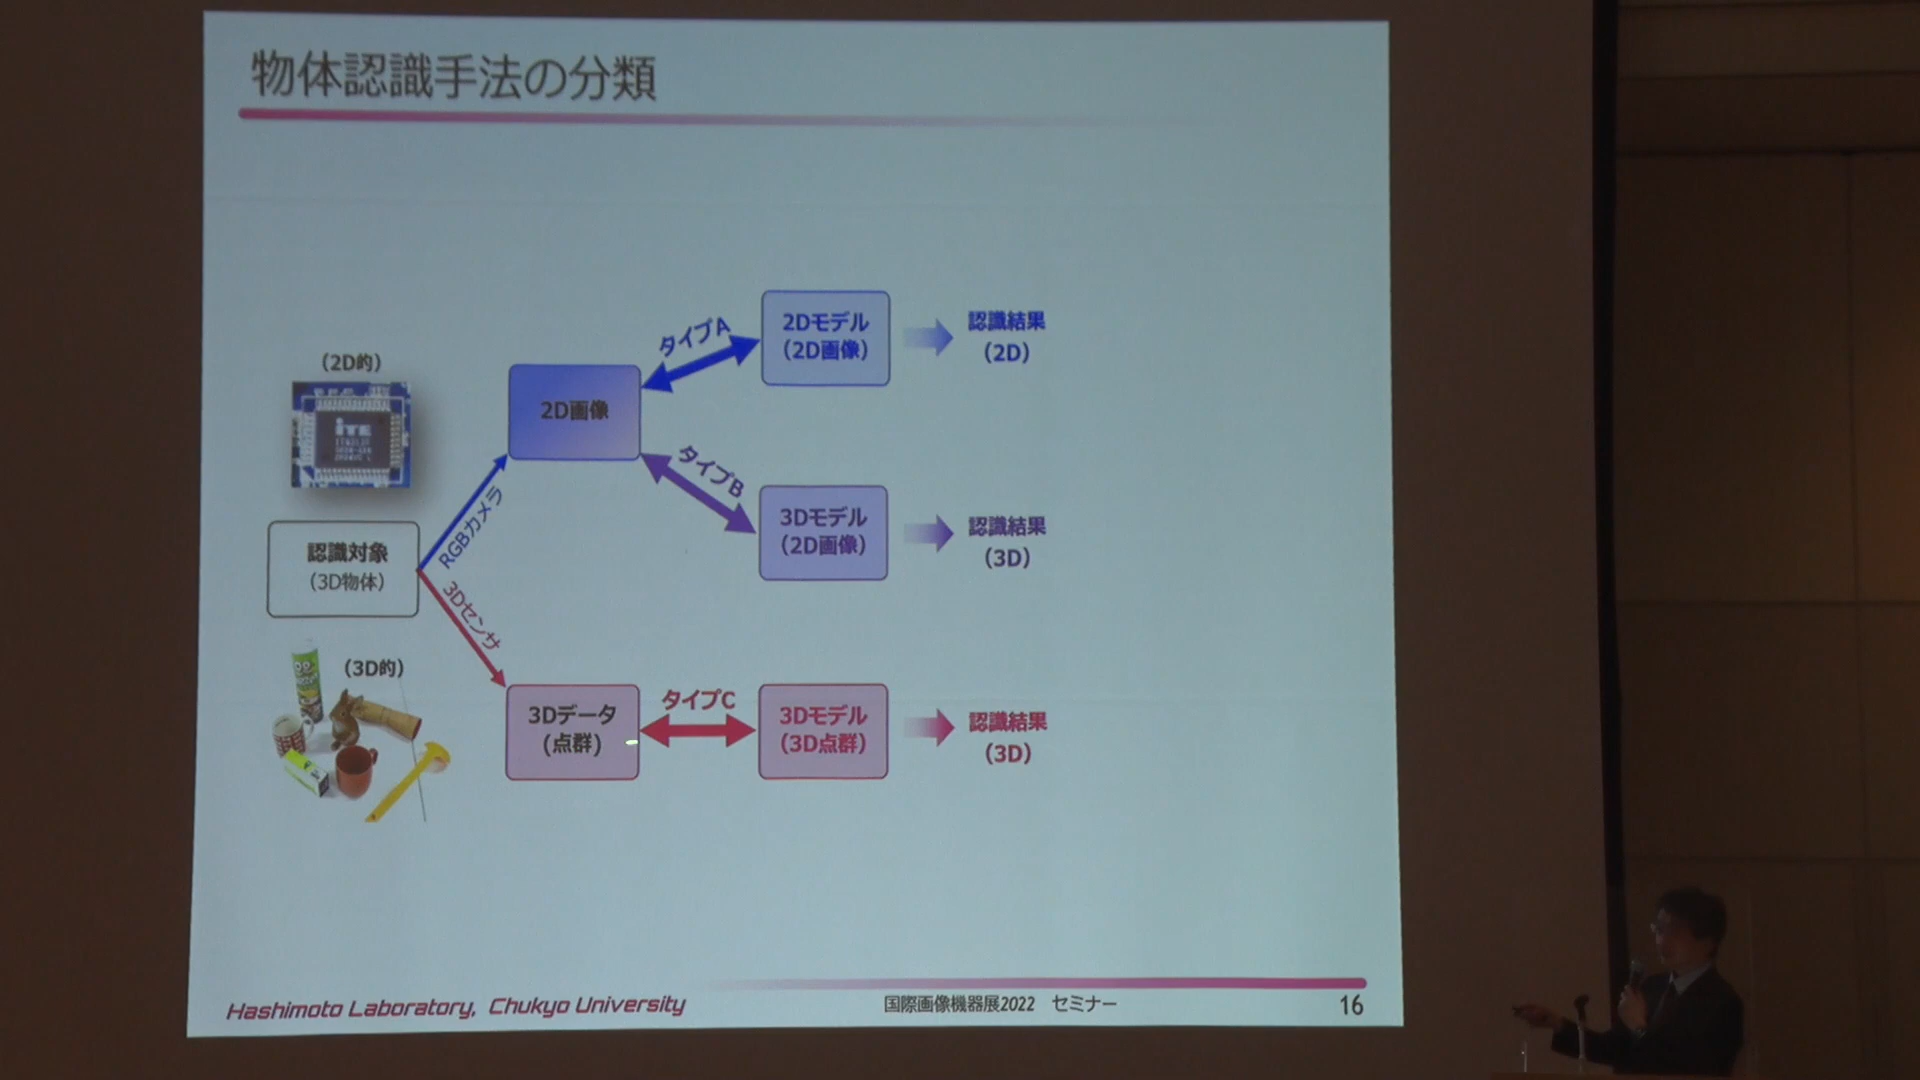 物体認識手法の分類
(2D的)
iTE
認識対象
(3D物体)
(3D的)
RGBカメラ
3Dセンサ
2D画像
3Dデータ
(点群)
タイプA
タイプB
タイプC
2Dモデル
(2D画像)
3Dモデル
(2D画像)
3Dモデル
(3D点群)
認識結果
(2D)
認識結果
(3D)
認識結果
(3D)
Hashimoto Laboratory, Chukyo University
国際画像機器展2022 セミナー
16